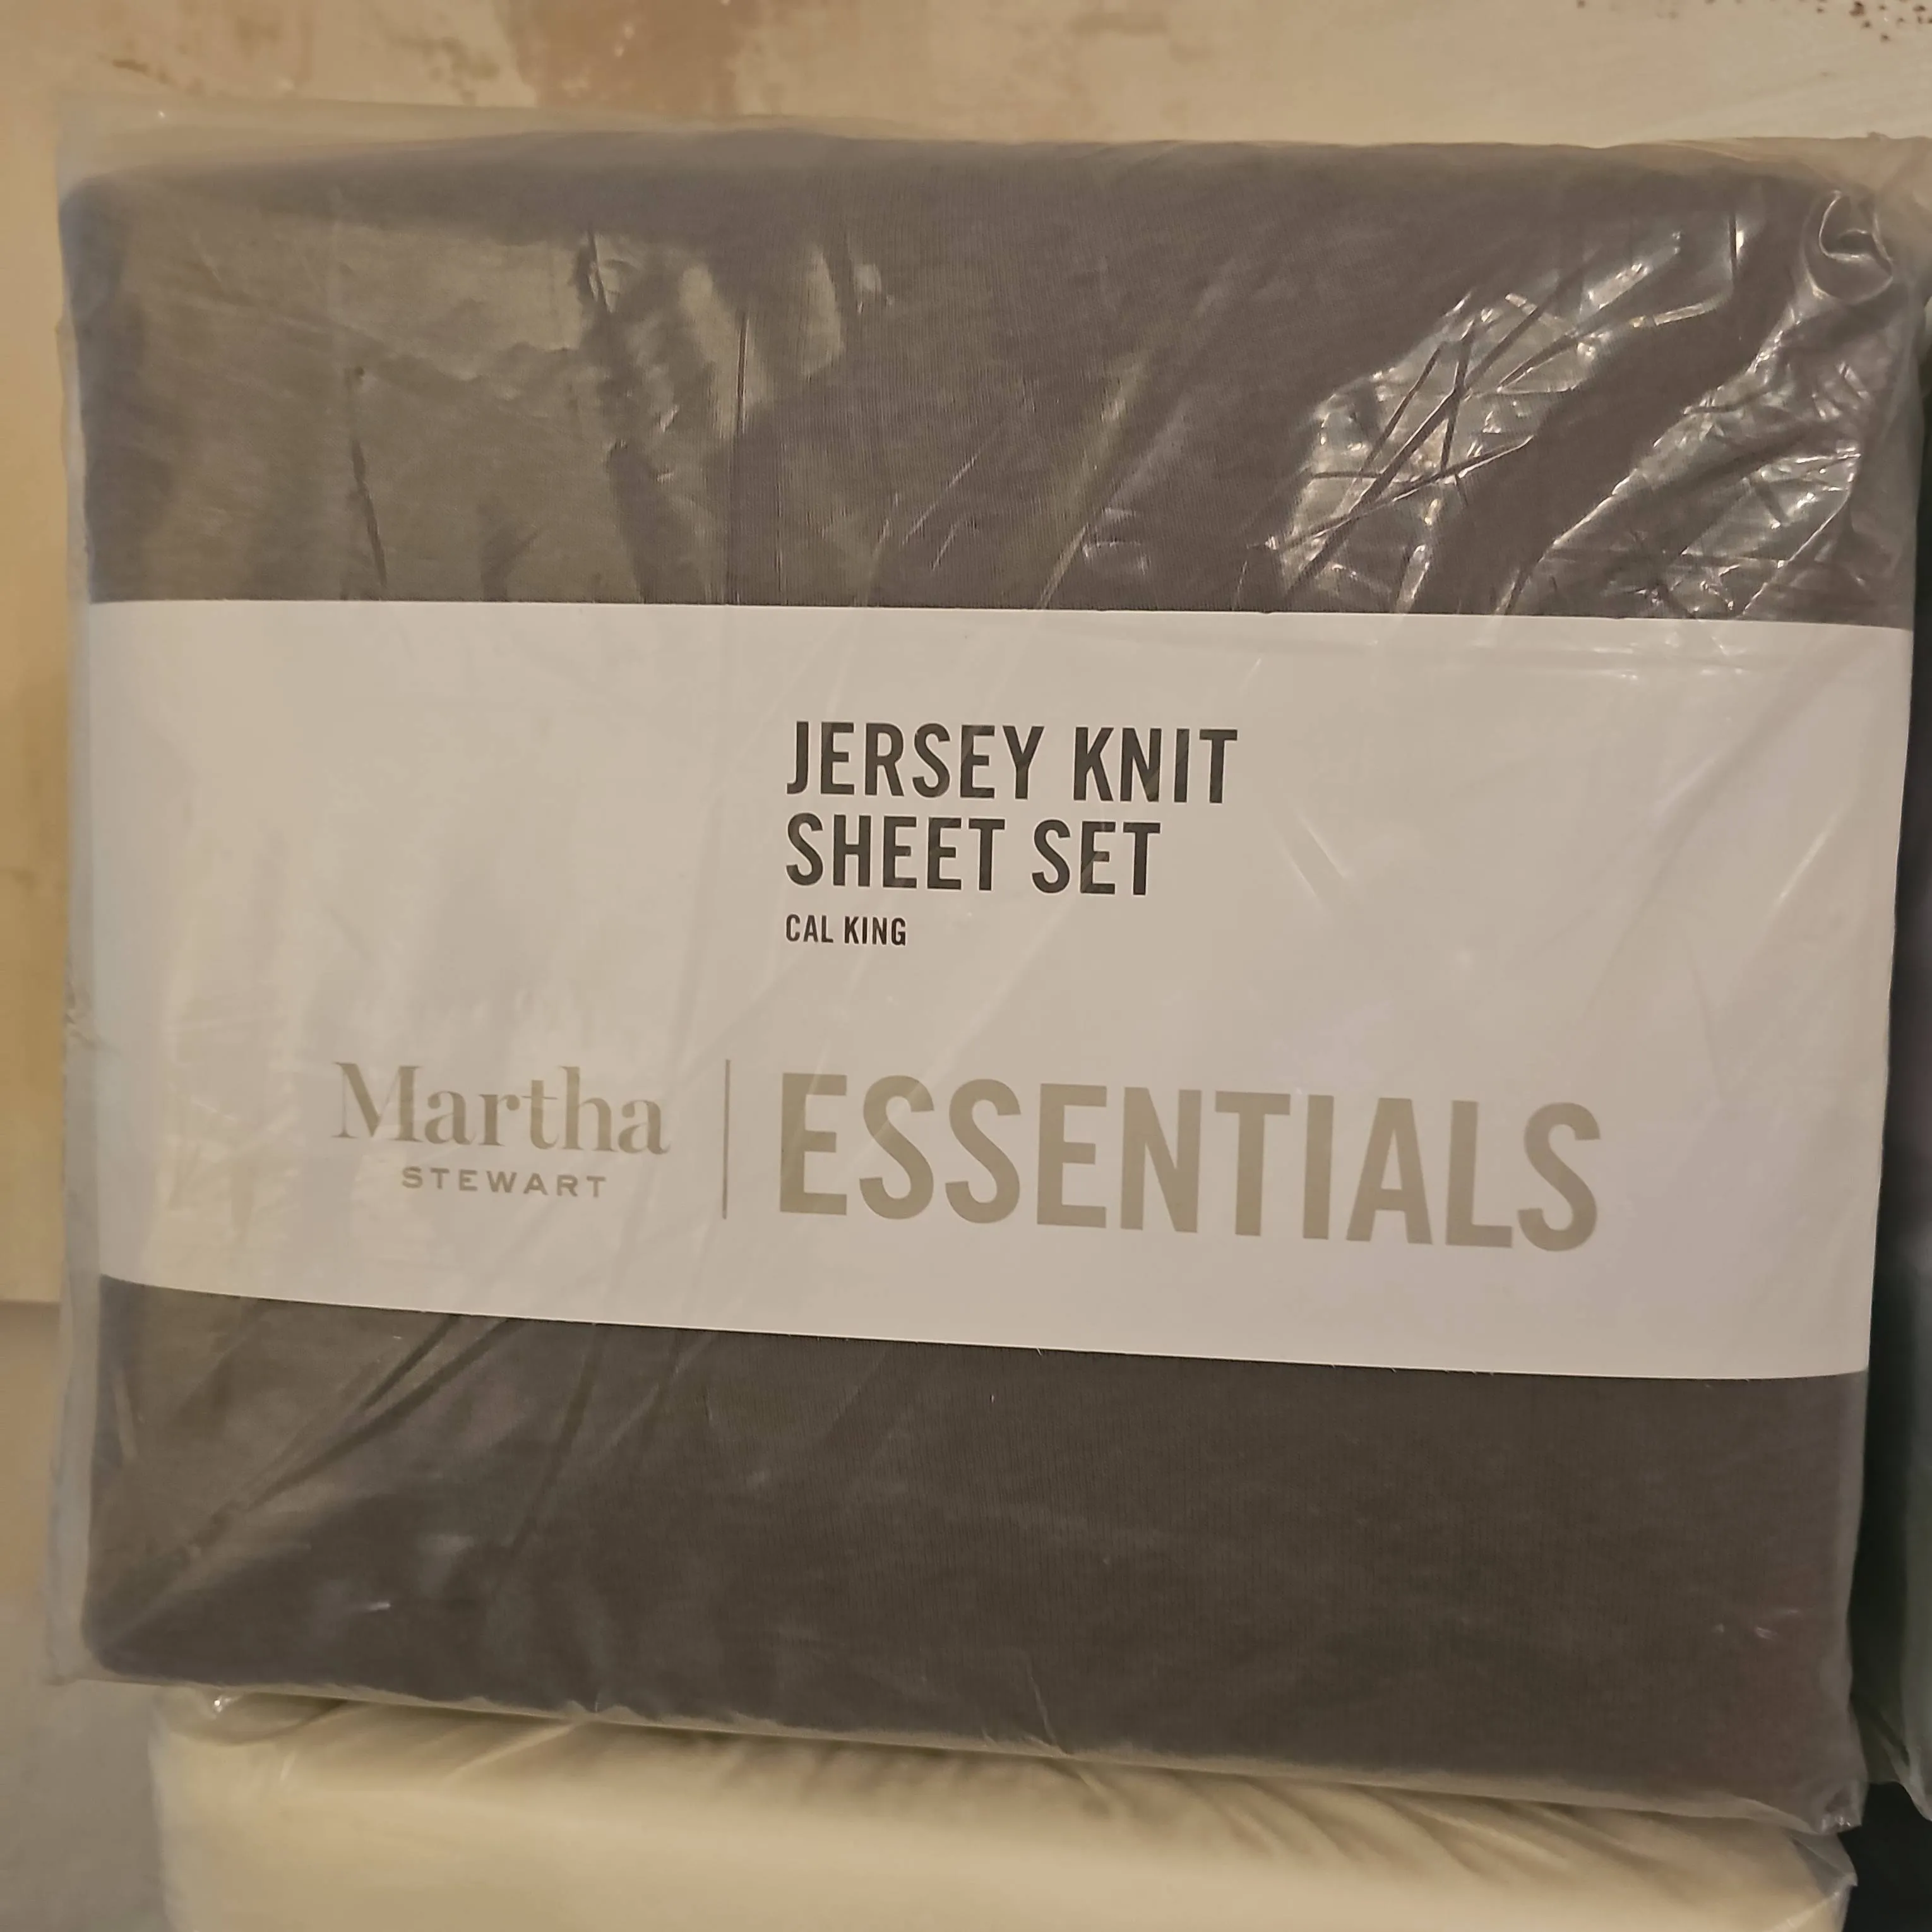 JERSEY KNIT
SHEET SET
CAL KING
Martha
STEWART
ESSENTIALS